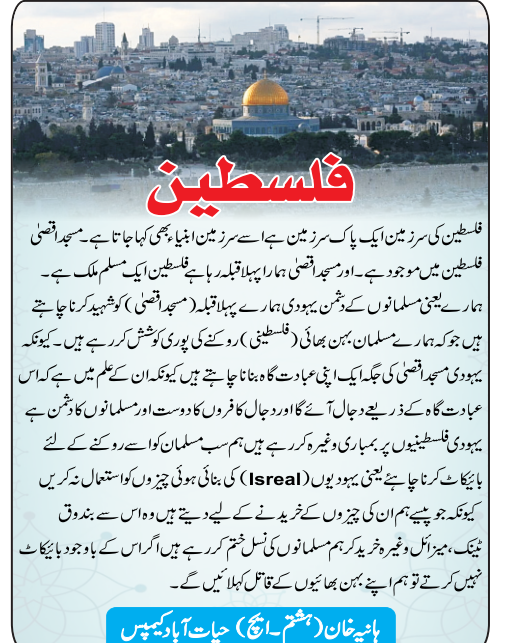 فلسطین
فلسطین کی سرزمین ایک پاک سرزمین ہے اسے سرزمین انبیاء بھی کہا جاتا ہے۔ مسجد اقصیٰ
فلسطین میں موجود ہے۔ اور مسجد اقصیٰ ہمارا پہلا قبلہ رہا ہے فلسطین ایک مسلم ملک ہے۔
ہمارے یعنی مسلمانوں کے دشمن یہودی ہمارے پہلا قبلہ (مسجد اقصیٰ) کو شہید کرنا چاہتے
ہیں جو کہ ہمارے مسلمان بہن بھائی (فلسطینی) روکنے کی پوری کوشش کر رہے ہیں۔ کیونکہ
یہودی مسجد اقصیٰ کی جگہ ایک اپنی عبادت گاہ بنانا چاہتے ہیں کیونکہ ان کے علم میں ہے کہ اس
عبادت گاہ کے ذریعے دجال آئے گا اور دجال کافروں کا دوست اور مسلمانوں کا دشمن ہے
یہودی فلسطینیوں پر بمباری وغیرہ کر رہے ہیں ہم سب مسلمان کو اسے روکنے کے لئے
بائیکاٹ کرنا چاہئے یعنی یہودیوں (Isreal) کی بنائی ہوئی چیزوں کو استعمال نہ کریں
کیونکہ جو پیسے ہم ان کی چیزوں کے خریدنے کے لیے دیتے ہیں وہ اس سے بندوق
ٹینک، میزائل وغیرہ خرید کر ہم مسلمانوں کی نسل ختم کر رہے ہیں اگر اس کے باوجود بائیکاٹ
نہیں کرتے تو ہم اپنے بہن بھائیوں کے قاتل کہلائیں گے۔
ہانیہ خان (ہشتم۔ ایچ) حیات آباد کیمپس